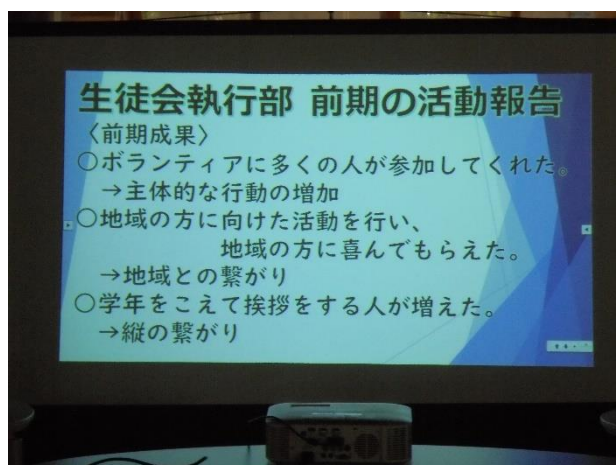 生徒会執行部 前期の活動報告
〈前期成果〉
○ボランティアに多くの人が参加してくれた。
→主体的な行動の増加
○地域の方に向けた活動を行い、
地域の方に喜んでもらえた。
→地域との繋がり
○学年をこえて挨拶をする人が増えた。
→縦の繋がり